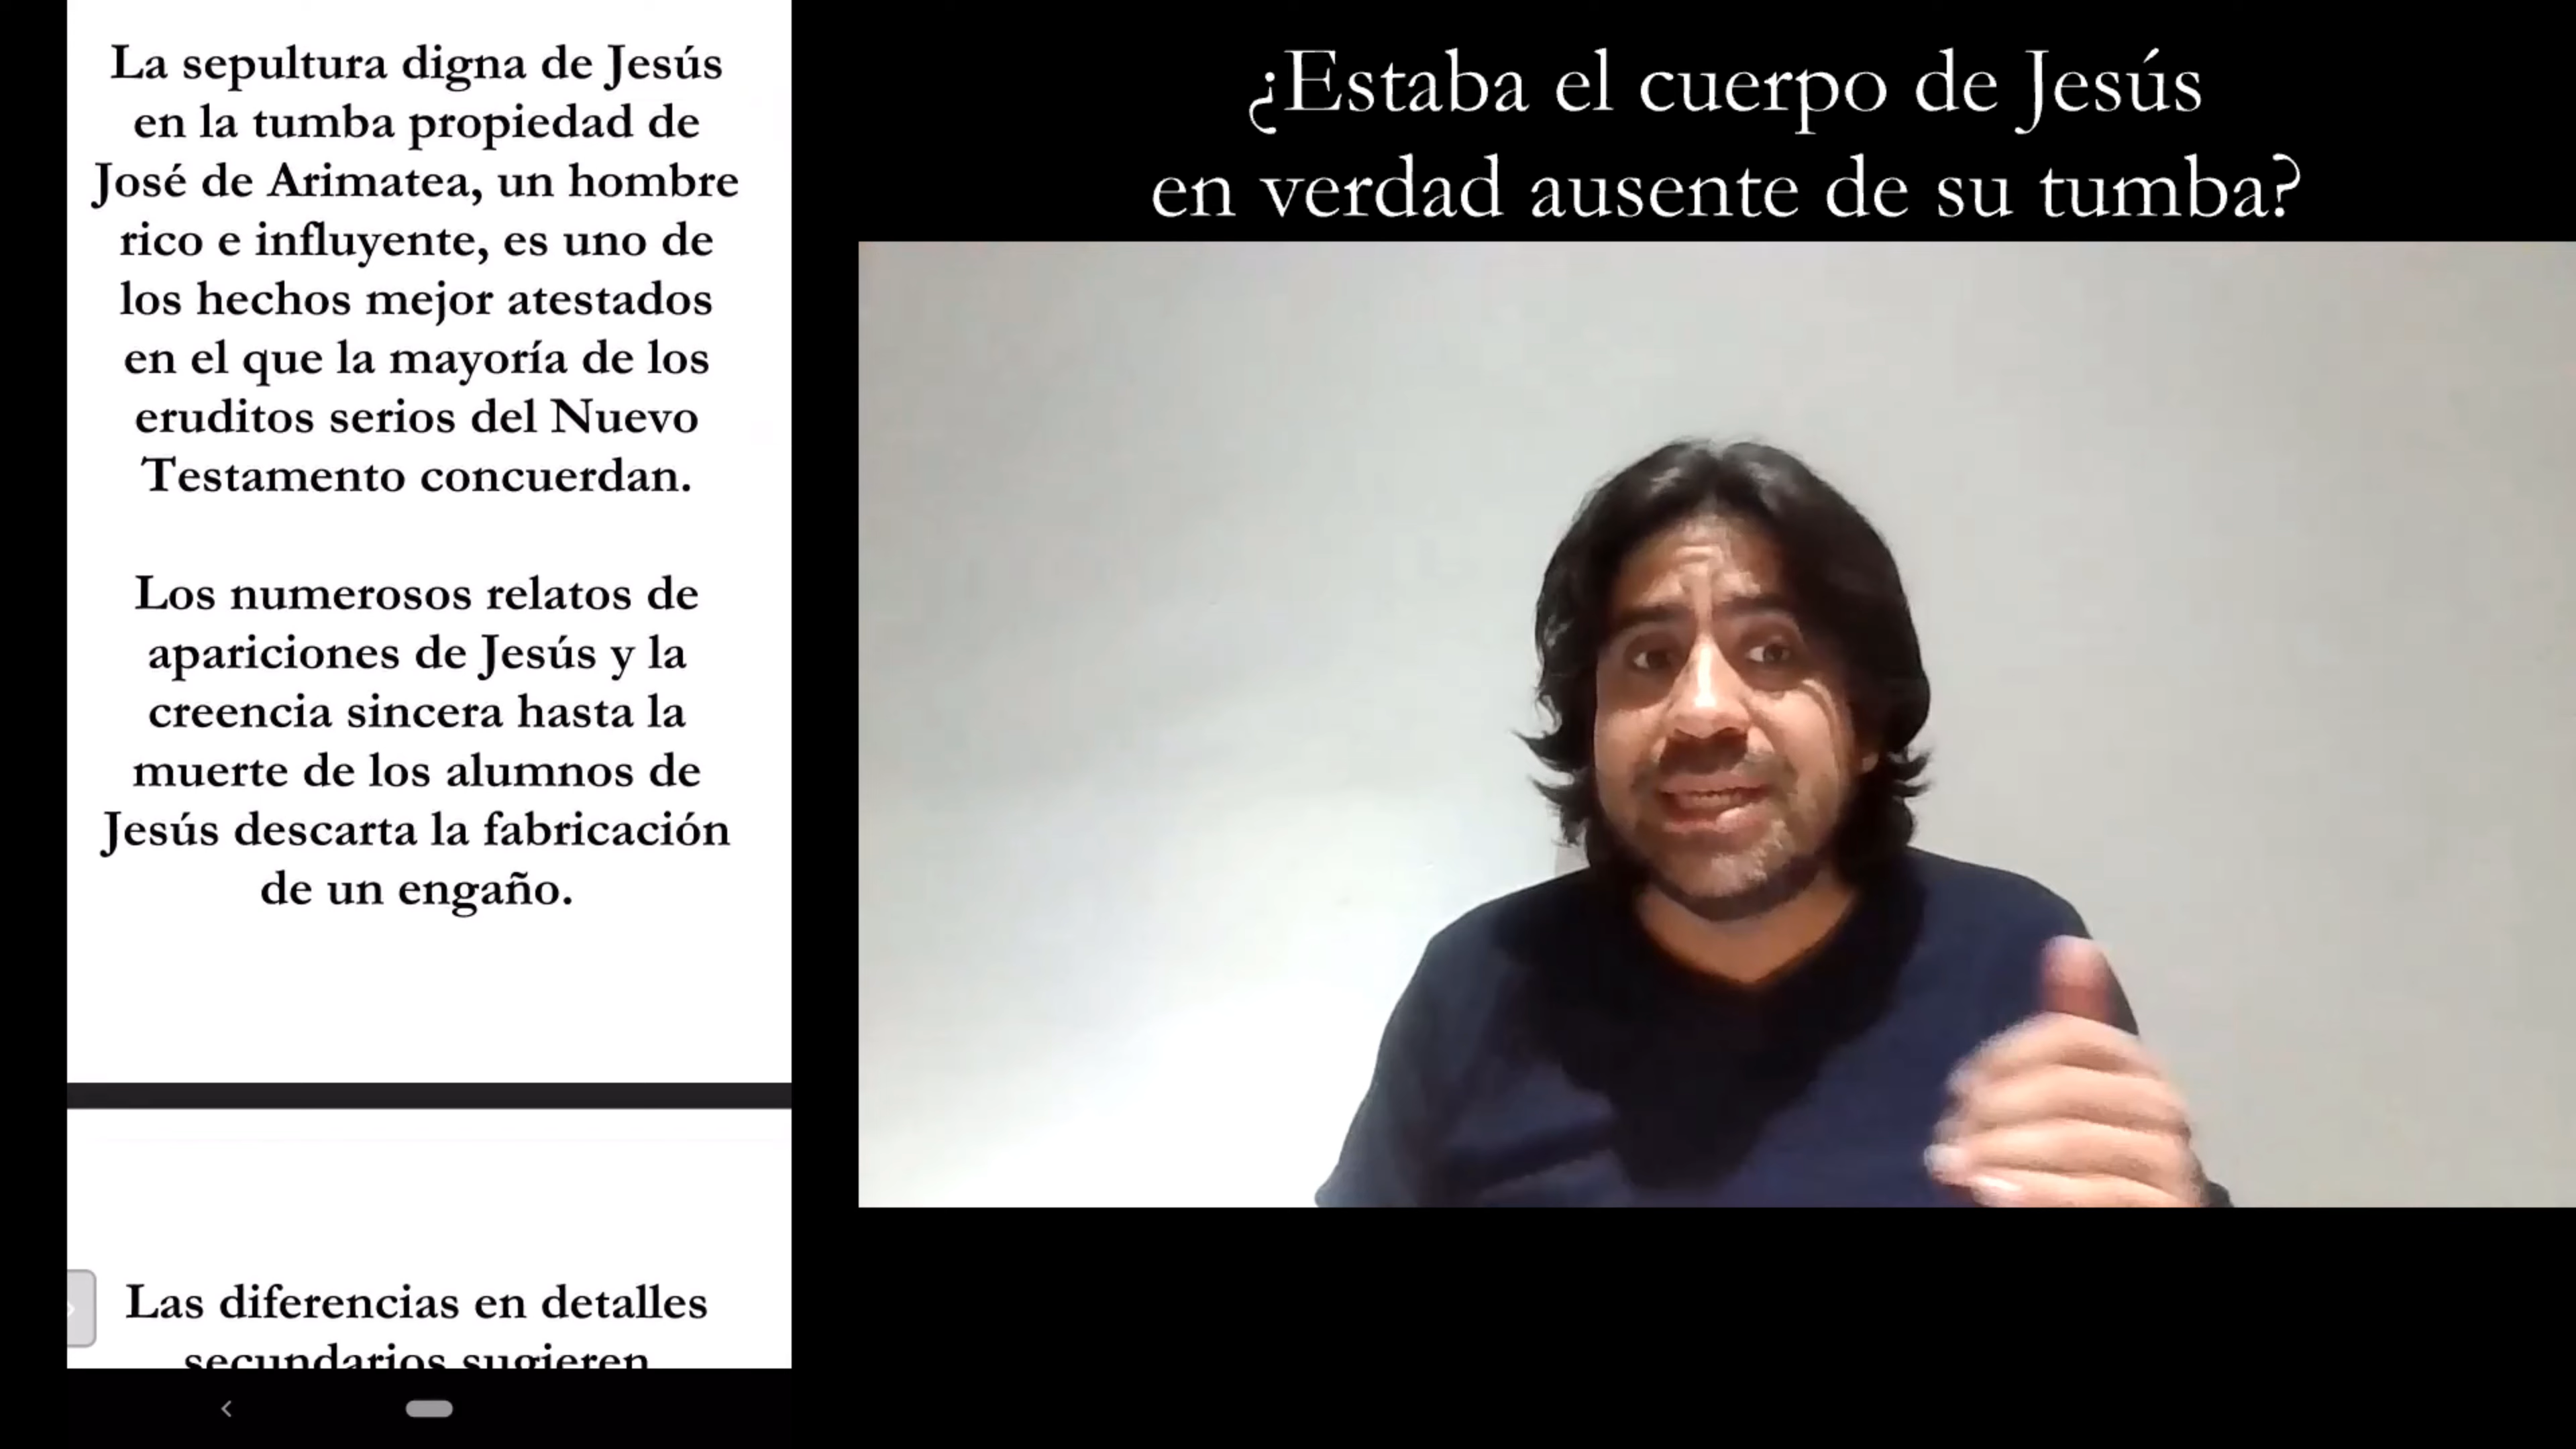 La sepultura digna de Jesús
en la tumba propiedad de
José de Arimatea, un hombre
rico e influyente, es uno de
los hechos mejor atestados
en el que la mayoría de los
eruditos serios del Nuevo
Testamento concuerdan.
Los numerosos relatos de
apariciones de Jesús y la
creencia sincera hasta la
muerte de los alumnos de
Jesús descarta la fabricación
de un engaño.
Las diferencias en detalles
secundarios sugieren
¿Estaba el cuerpo de Jesús
en verdad ausente de su tumba?